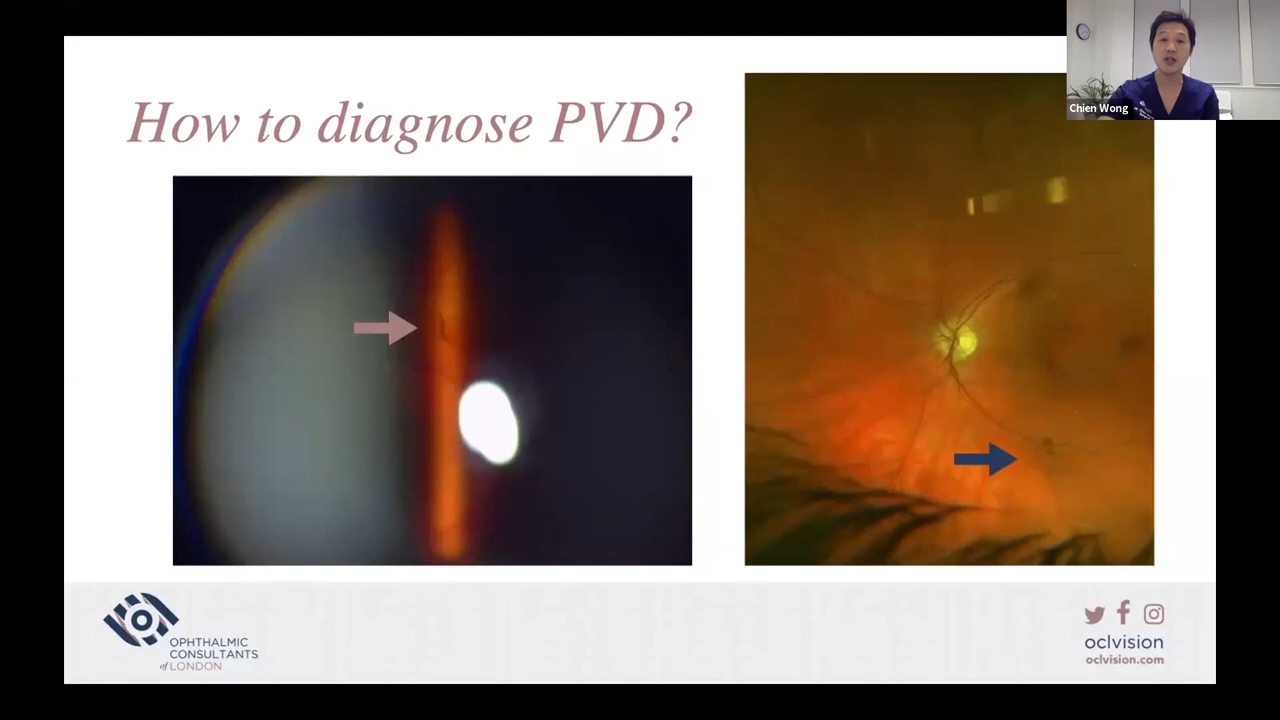 How to diagnose PVD?
Chien Wong
OPHTHALMIC
CONSULTANTS
of LONDON
oclvision
oclvision.com